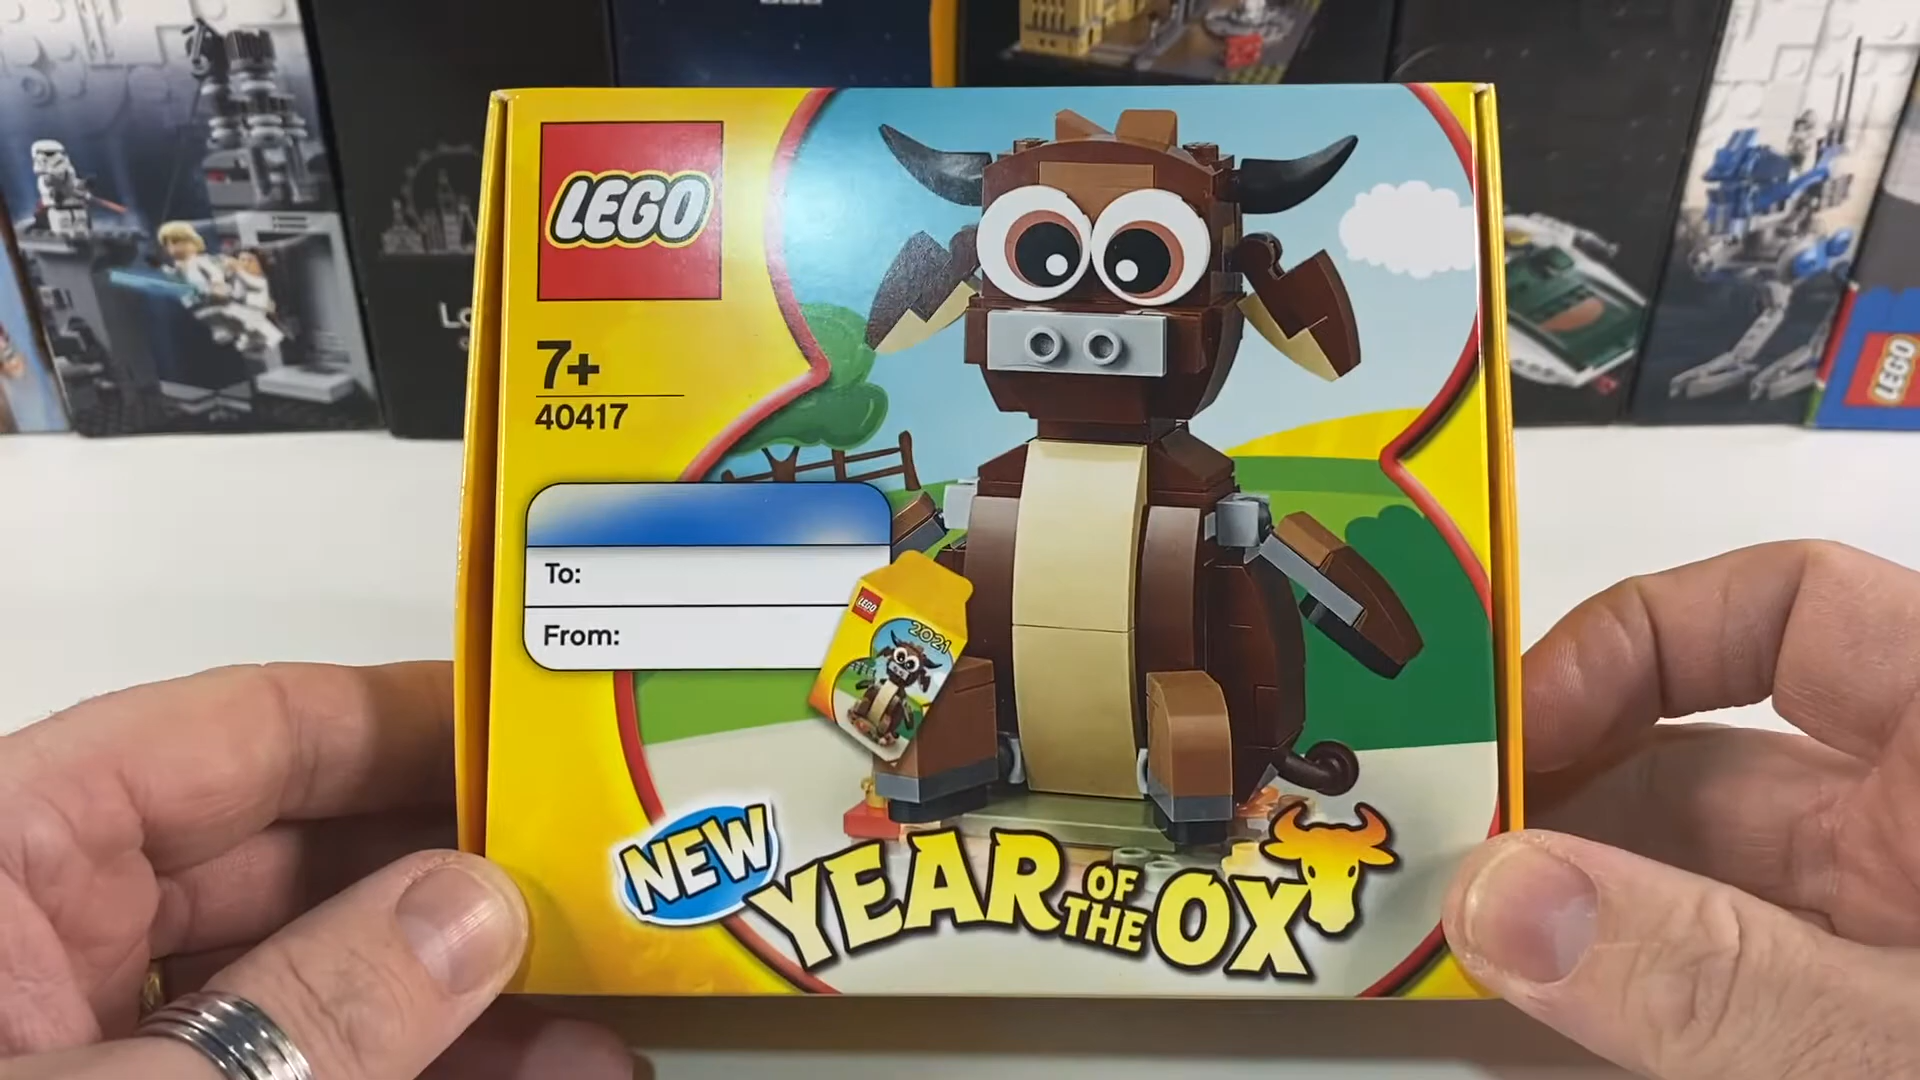 LEGO
7+
40417
To:
From:
LEGO
2021
NEW
YEAR OF THE OX
LEGO